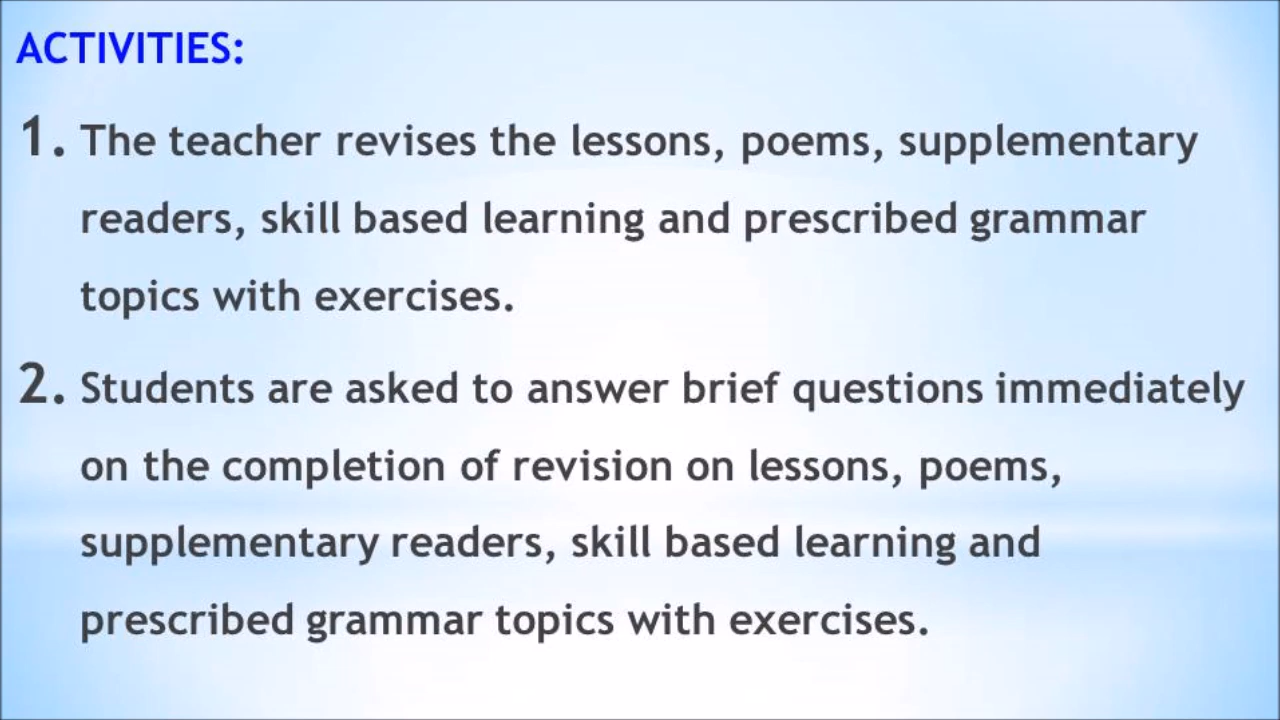 ACTIVITIES:
1. The teacher revises the lessons, poems, supplementary
readers, skill based learning and prescribed grammar
topics with exercises.
2. Students are asked to answer brief questions immediately
on the completion of revision on lessons, poems,
supplementary readers, skill based learning and
prescribed grammar topics with exercises.